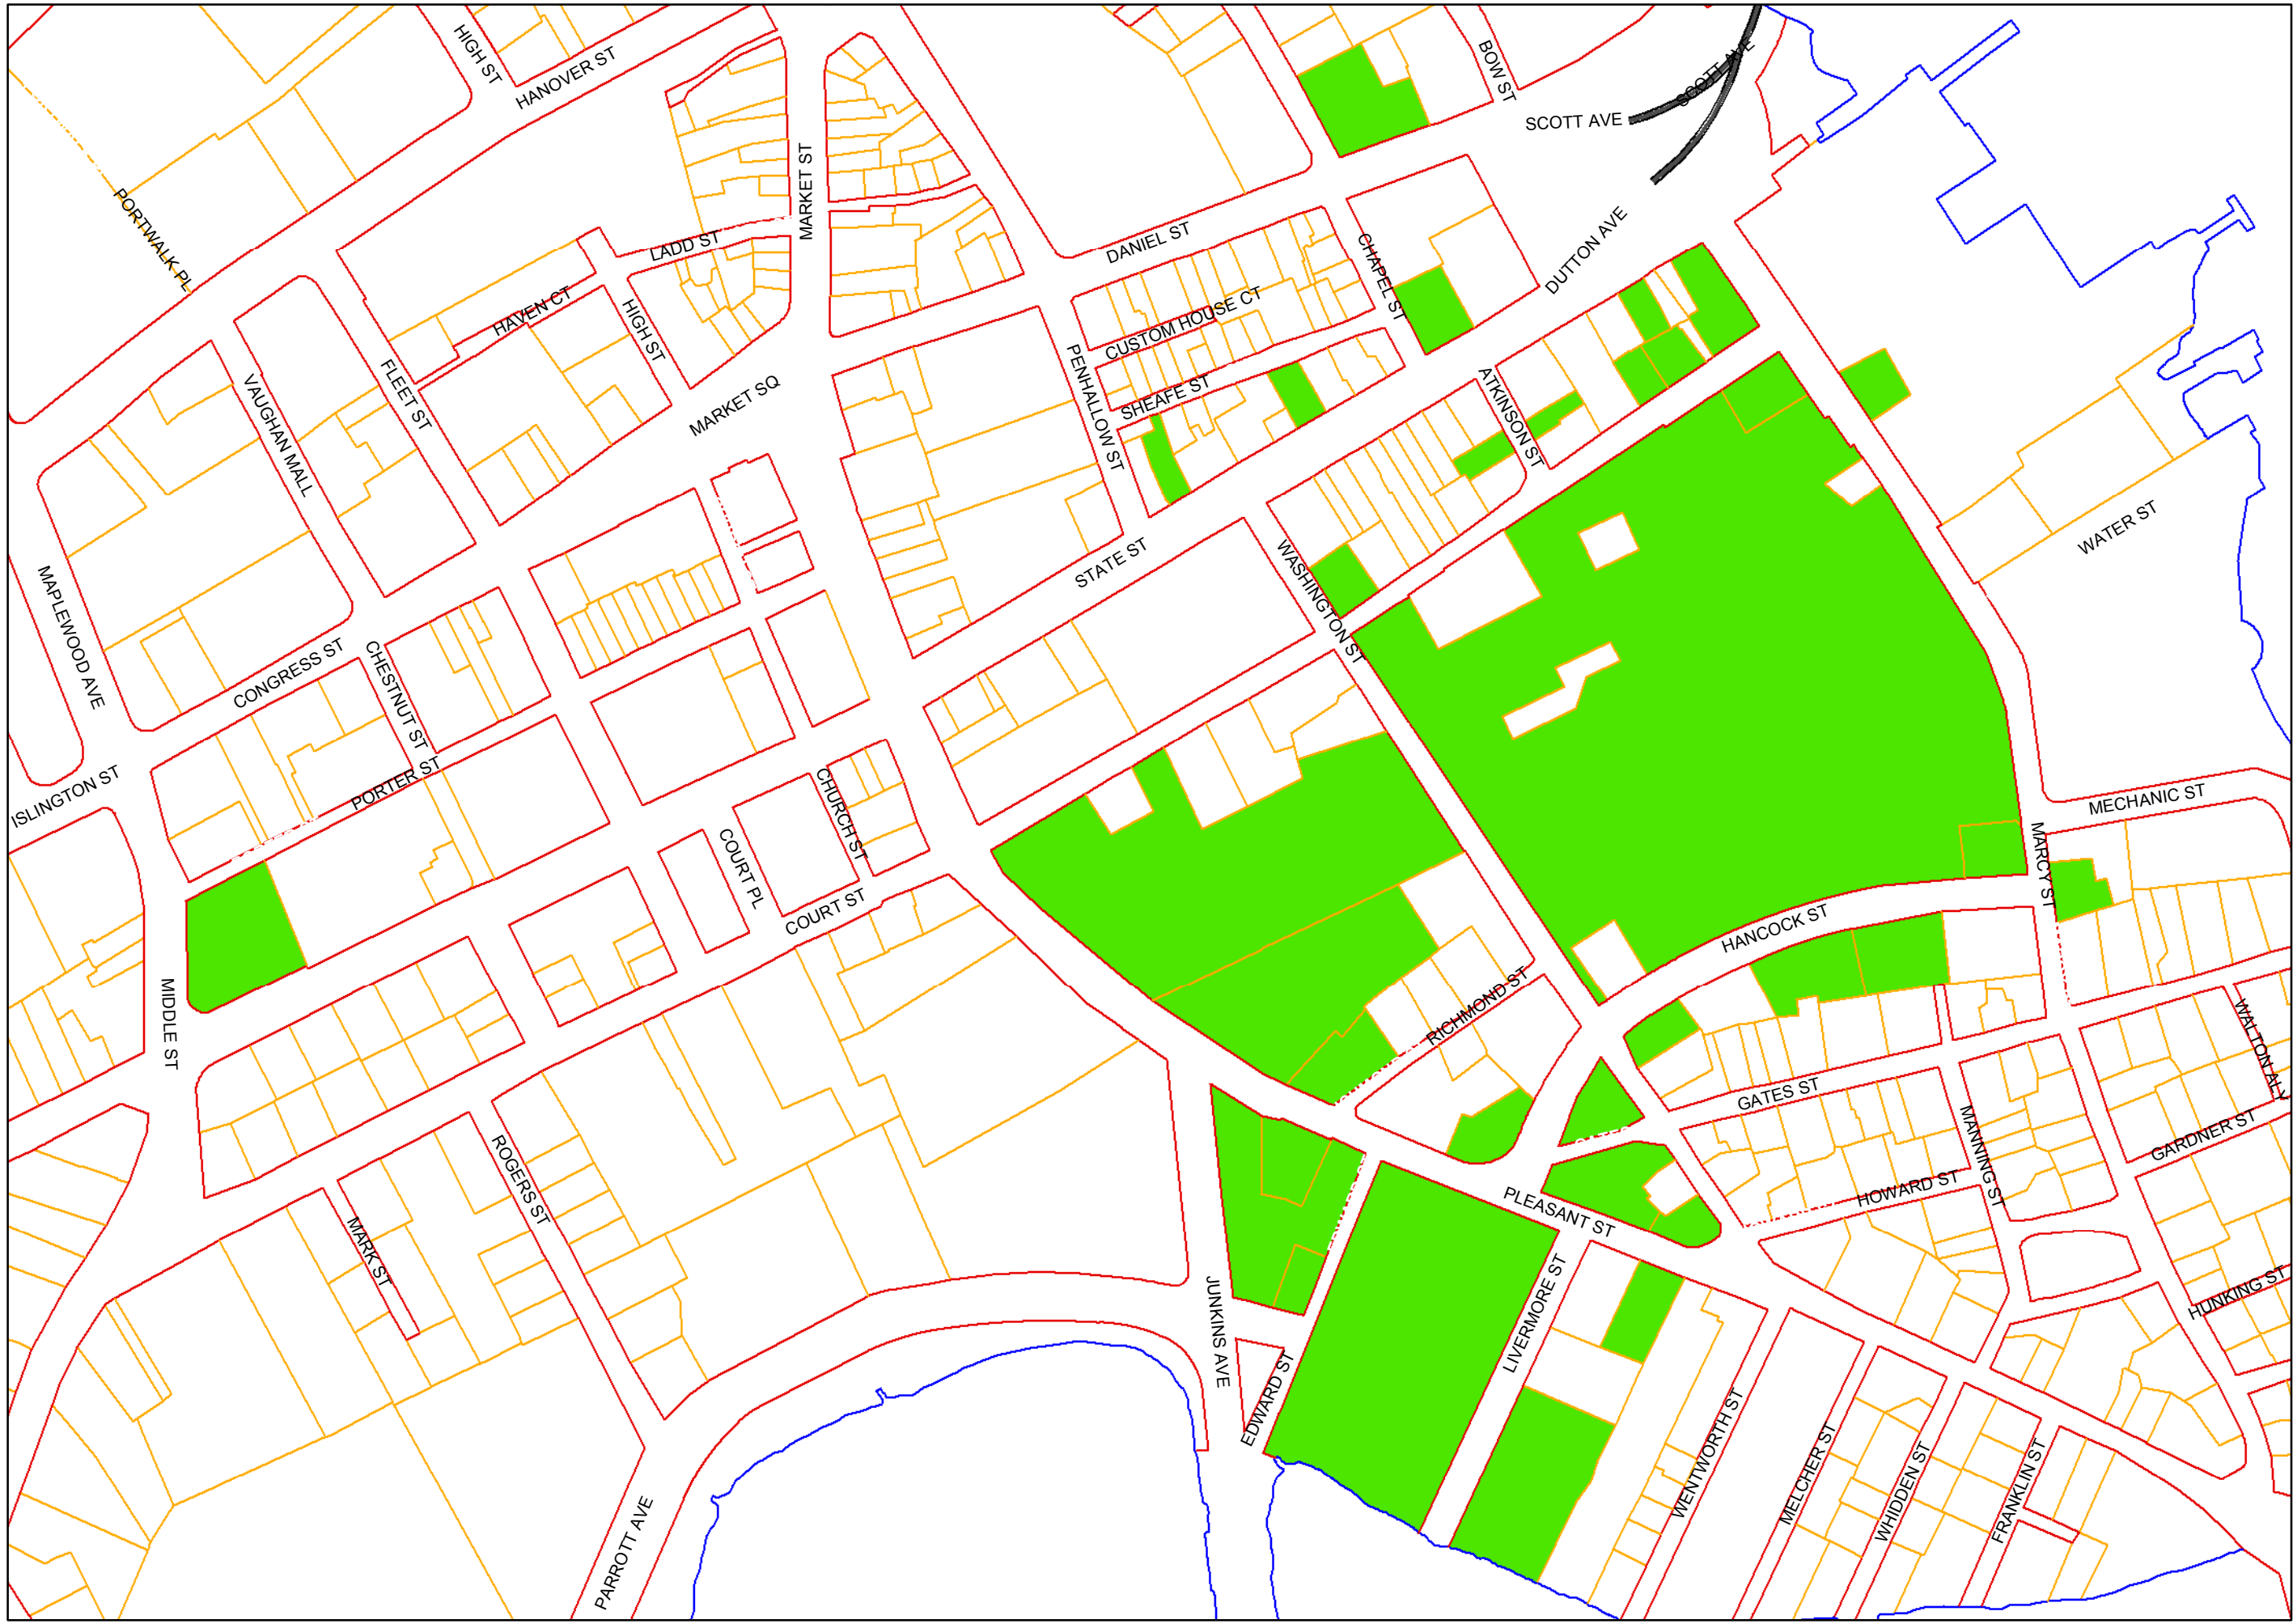 HIGH ST
HANOVER ST
BOW ST
SCOTT AVE
SCOTT AVE
MARKET ST
PORTWALK PL
LADD ST
DANIEL ST
CHAPEL ST
DUTTON AVE
HAVEN CT
HIGH ST
CUSTOM HOUSE CT
VAUGHAN MALL
FLEET ST
MARKET SQ
PENHALLOW ST
SHEAFE ST
ATKINSON ST
WATER ST
MAPLEWOOD AVE
STATE ST
WASHINGTON ST
CONGRESS ST
CHESTNUT ST
ISLINGTON ST
PORTER ST
CHURCH ST
MECHANIC ST
COURT PL
MARCY ST
COURT ST
HANCOCK ST
MIDDLE ST
RICHMOND ST
WALTON ALY
GATES ST
ROGERS ST
MANNING ST
GARDNER ST
MARK ST
PLEASANT ST
HOWARD ST
JUNKINS AVE
LIVERMORE ST
HUNKING ST
EDWARD ST
WENTWORTH ST
MELCHER ST
WHIDDEN ST
FRANKLIN ST
PARROTT AVE